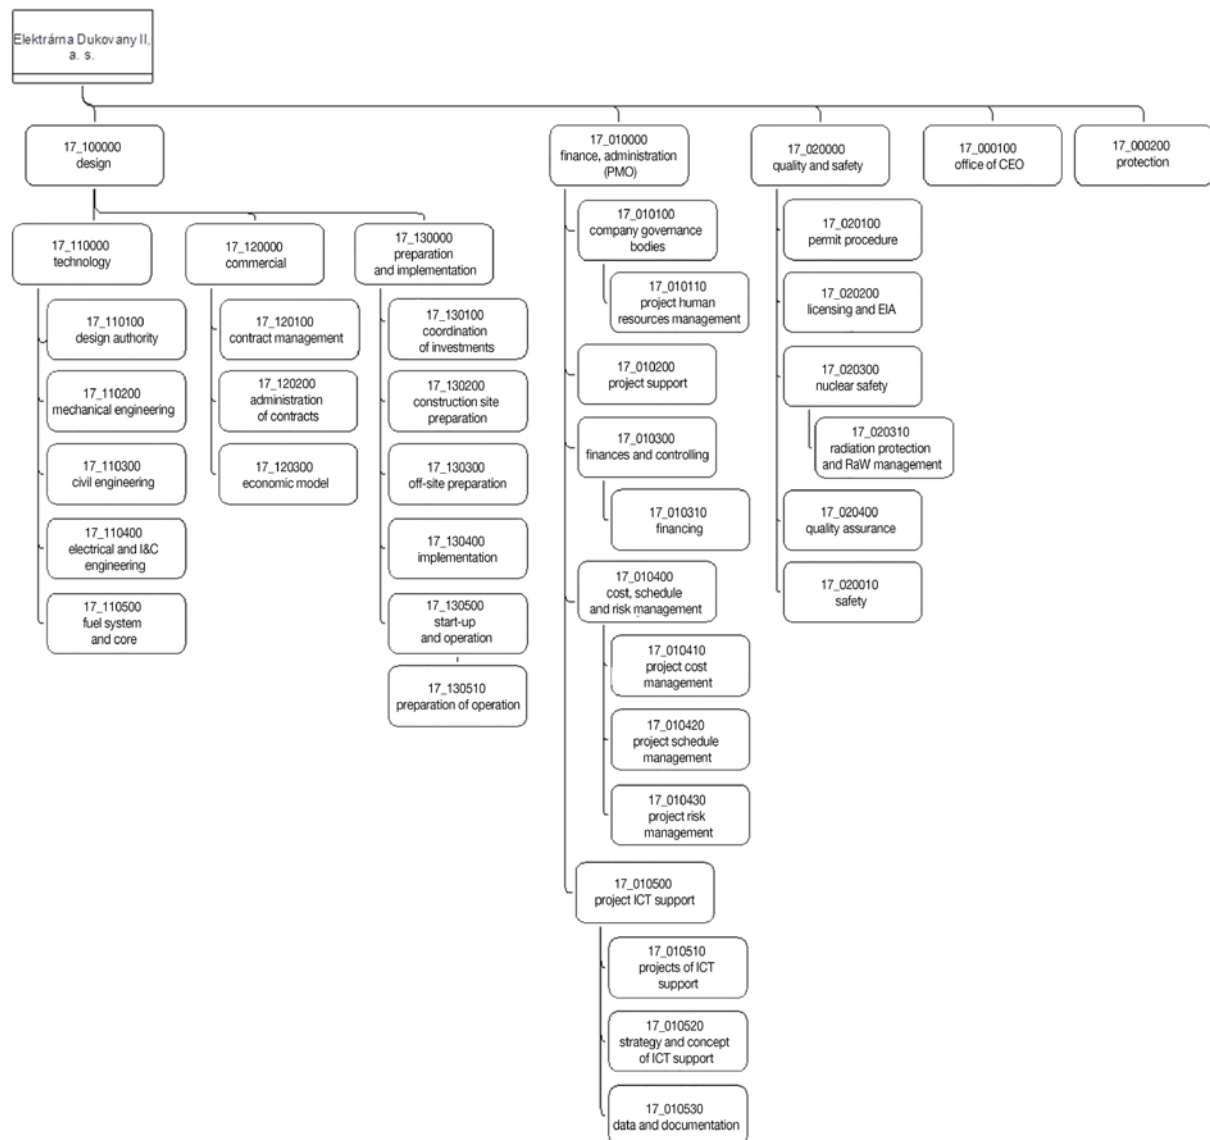 Elektrárna Dukovany II,
a. s.
17_100000
design
17_010000
finance, administration
(PMO)
17_020000
quality and safety
17_000100
office of CEO
17_000200
protection
17_110000
technology
17_110100
design authority
17_110200
mechanical engineering
17_110300
civil engineering
17_110400
electrical and I&C
engineering
17_110500
fuel system
and core
17_120000
commercial
17_120100
contract management
17_120200
administration
of contracts
17_120300
economic model
17_130000
preparation
and implementation
17_130100
coordination
of investments
17_130200
construction site
preparation
17_130300
off-site preparation
17_130400
implementation
17_130500
start-up
and operation
17_130510
preparation of operation
17_010100
company governance
bodies
17_010110
project human
resources management
17_010200
project support
17_010300
finances and controlling
17_010310
financing
17_010400
cost, schedule
and risk management
17_010410
project cost
management
17_010420
project schedule
management
17_010430
project risk
management
17_010500
project ICT support
17_010510
projects of ICT
support
17_010520
strategy and concept
of ICT support
17_010530
data and documentation
17_020100
permit procedure
17_020200
licensing and EIA
17_020300
nuclear safety
17_020310
radiation protection
and RaW management
17_020400
quality assurance
17_020010
safety